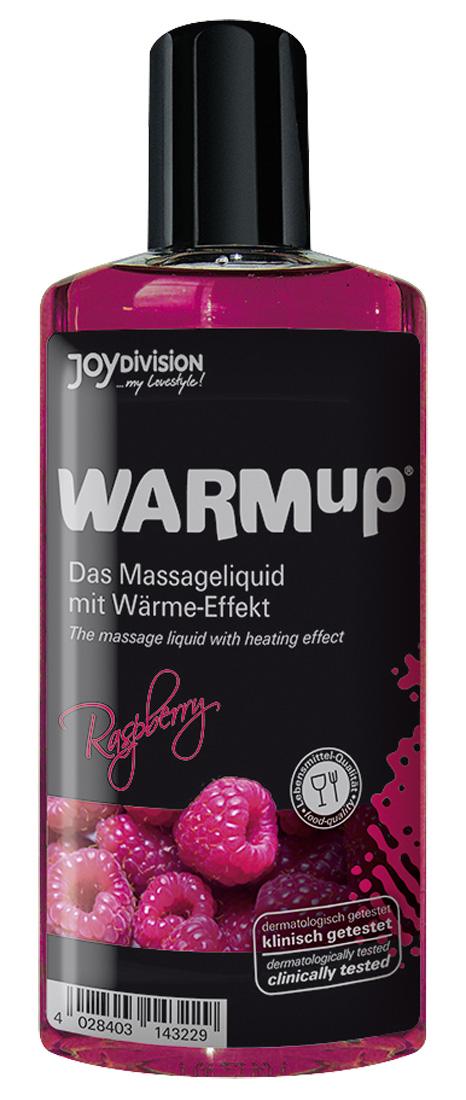 JOYDIVISION
...my lovestyle!
WARMup®
Das Massageliquid
mit Wärme-Effekt
The massage liquid with heating effect
Raspberry
Lebensmittel-Qualität
food-quality
dermatologisch getestet
klinisch getestet
dermatologically tested
clinically tested
4 028403 143229